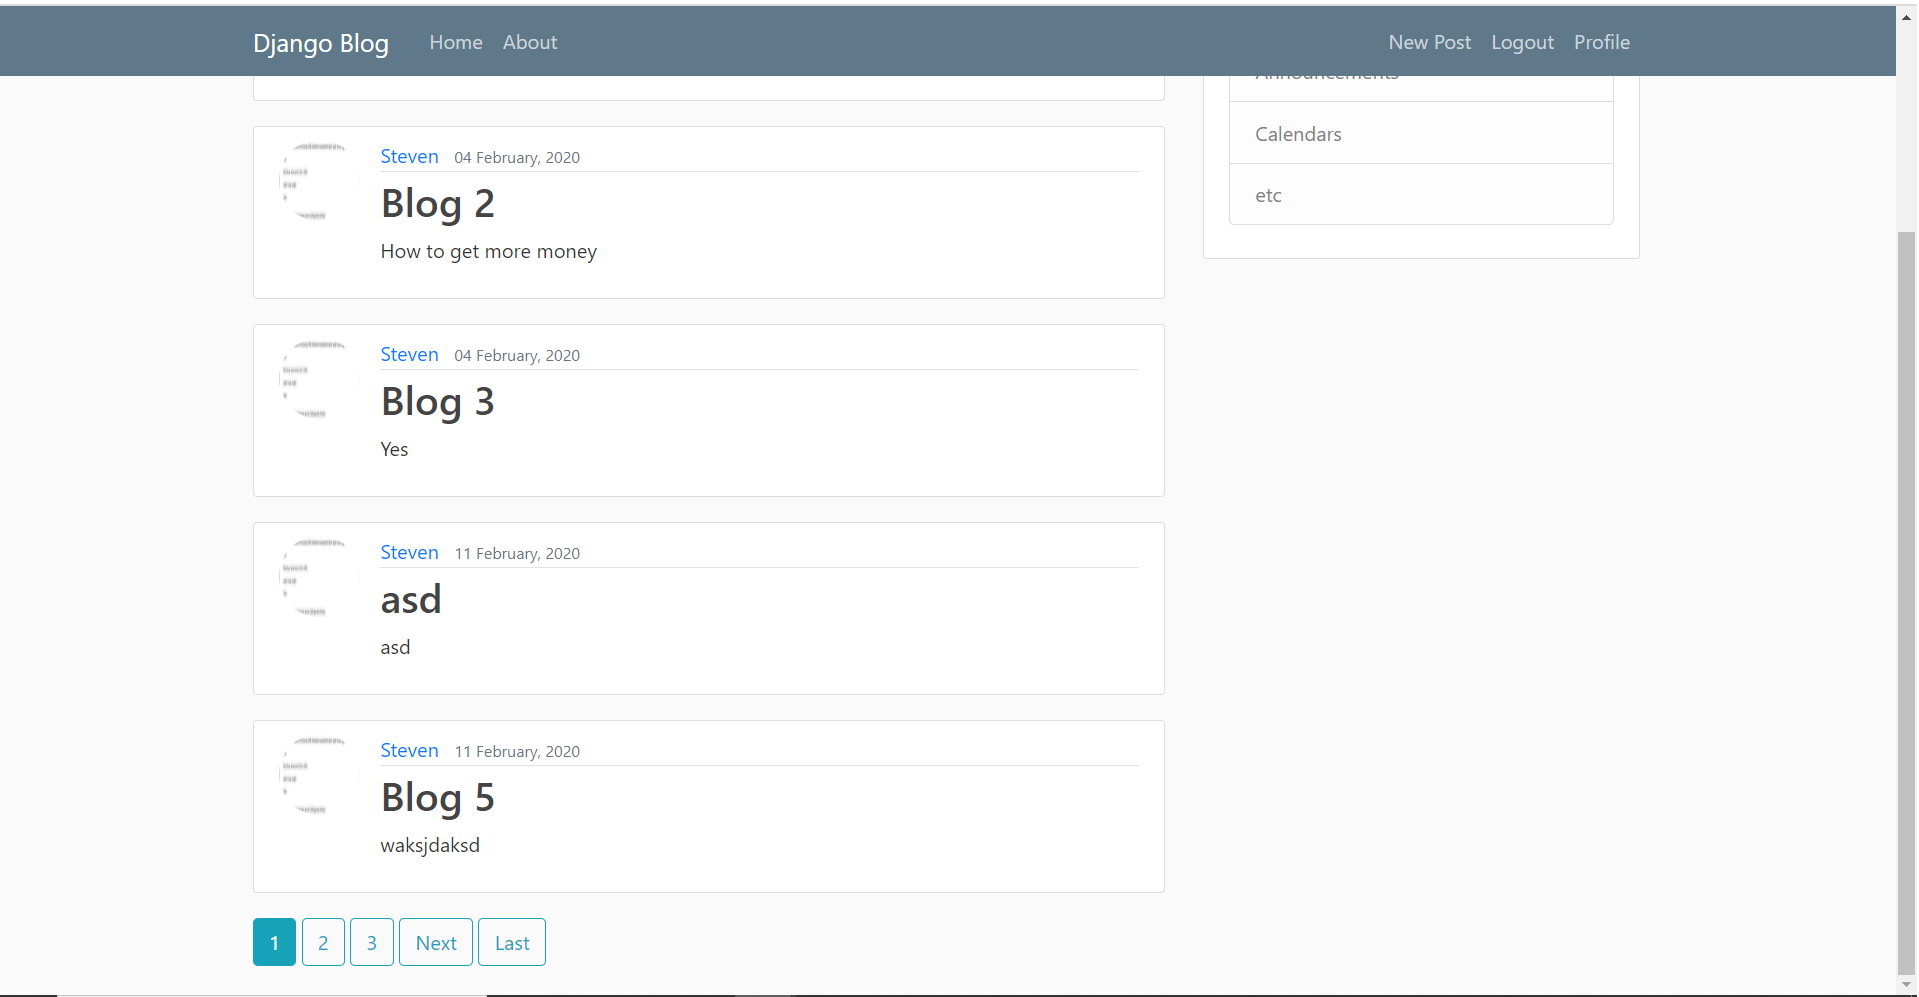 Django Blog Home About New Post Logout Profile
Announcements
Calendars
etc
Steven 04 February, 2020
Blog 2
How to get more money
Steven 04 February, 2020
Blog 3
Yes
Steven 11 February, 2020
asd
asd
Steven 11 February, 2020
Blog 5
waksjdaksd
1 2 3 Next Last